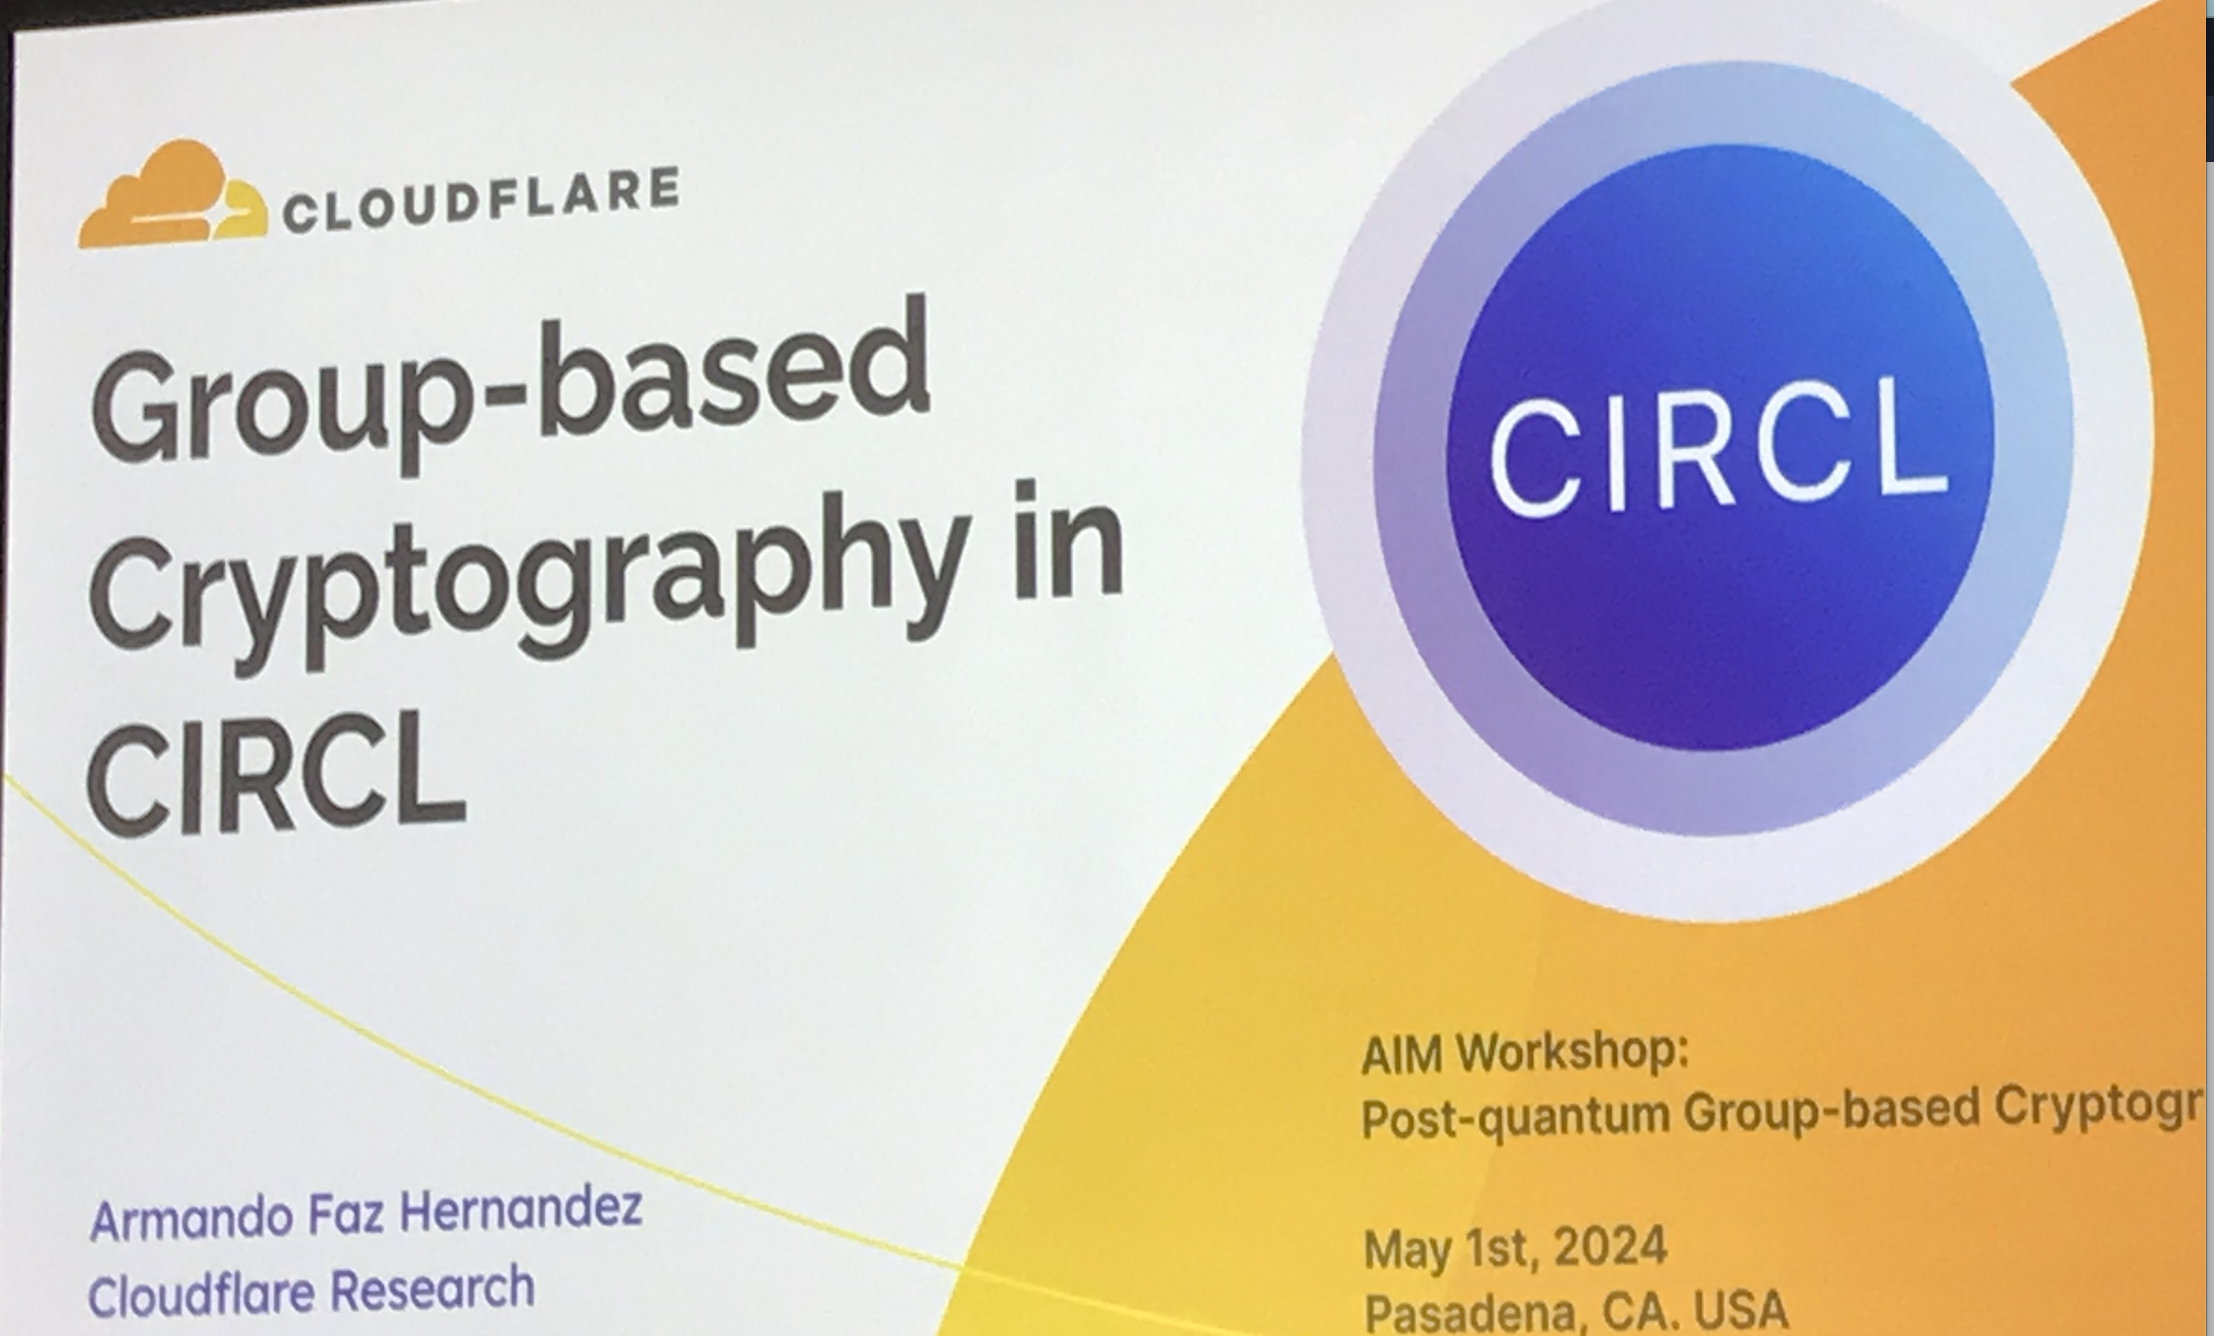 CLOUDFLARE
Group-based
Cryptography in
CIRCL
CIRCL
Armando Faz Hernandez
Cloudflare Research
AIM Workshop:
Post-quantum Group-based Cryptogr
May 1st, 2024
Pasadena, CA. USA